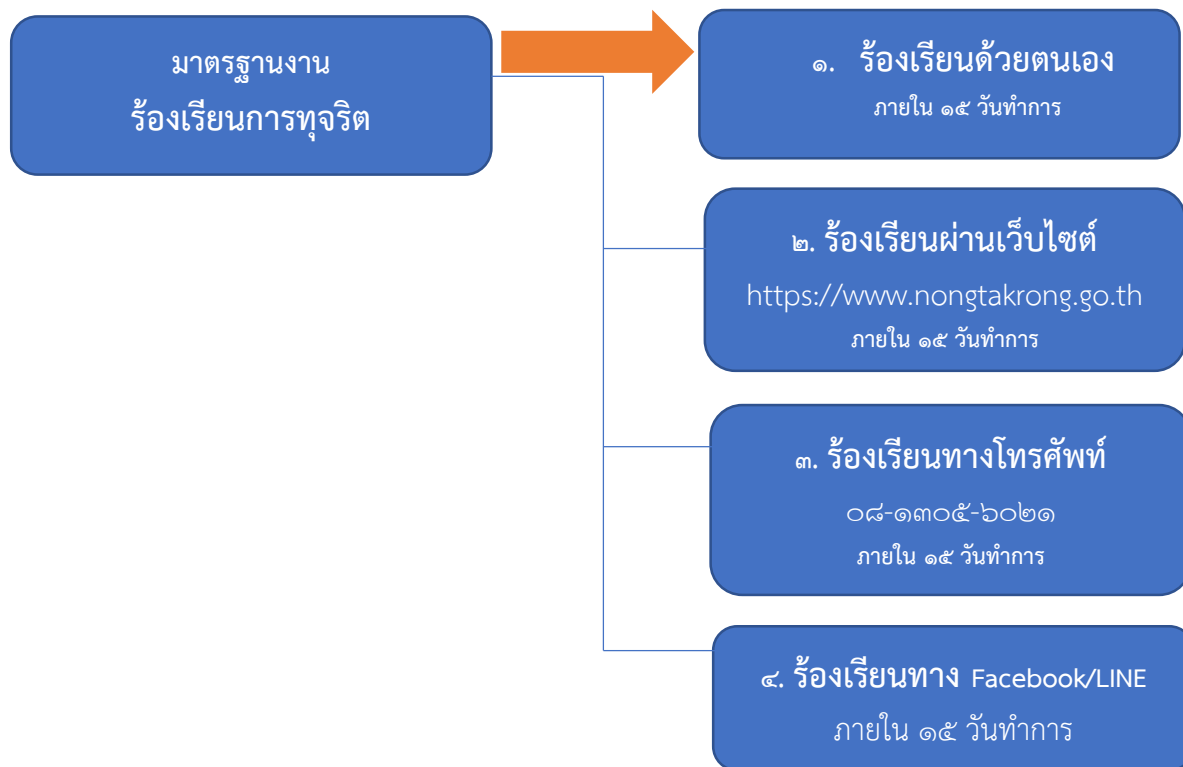 มาตรฐานงาน
ร้องเรียนการทุจริต
๑. ร้องเรียนด้วยตนเอง
ภายใน ๑๕ วันทำการ
๒. ร้องเรียนผ่านเว็บไซต์
https://www.nongtakrong.go.th
ภายใน ๑๕ วันทำการ
๓. ร้องเรียนทางโทรศัพท์
๐๘-๑๓๐๕-๖๐๒๑
ภายใน ๑๕ วันทำการ
๔. ร้องเรียนทาง Facebook/LINE
ภายใน ๑๕ วันทำการ